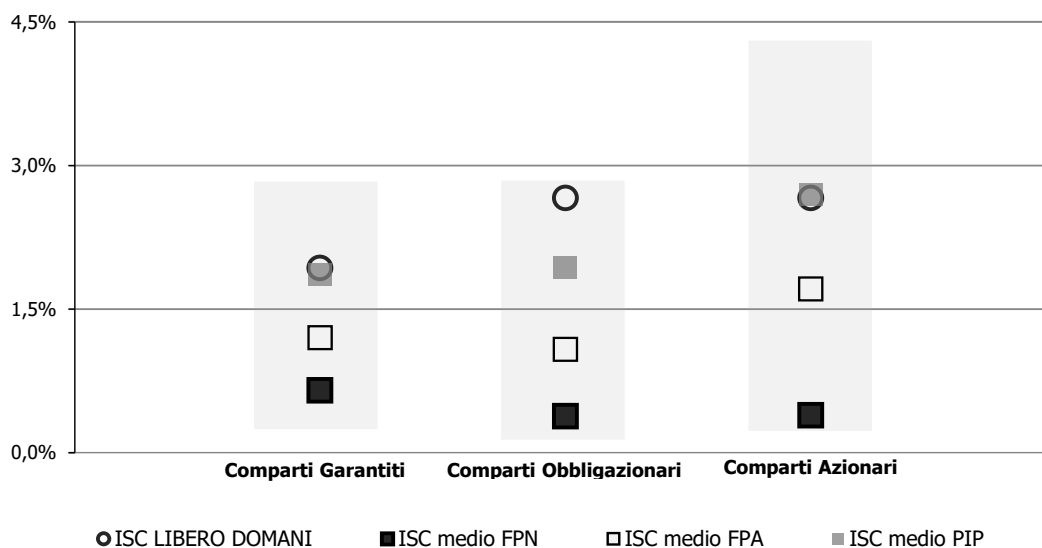 4,5%
3,0%
1,5%
0,0%
Comparti Garantiti
Comparti Obbligazionari
Comparti Azionari
ISC LIBERO DOMANI
ISC medio FPN
ISC medio FPA
ISC medio PIP